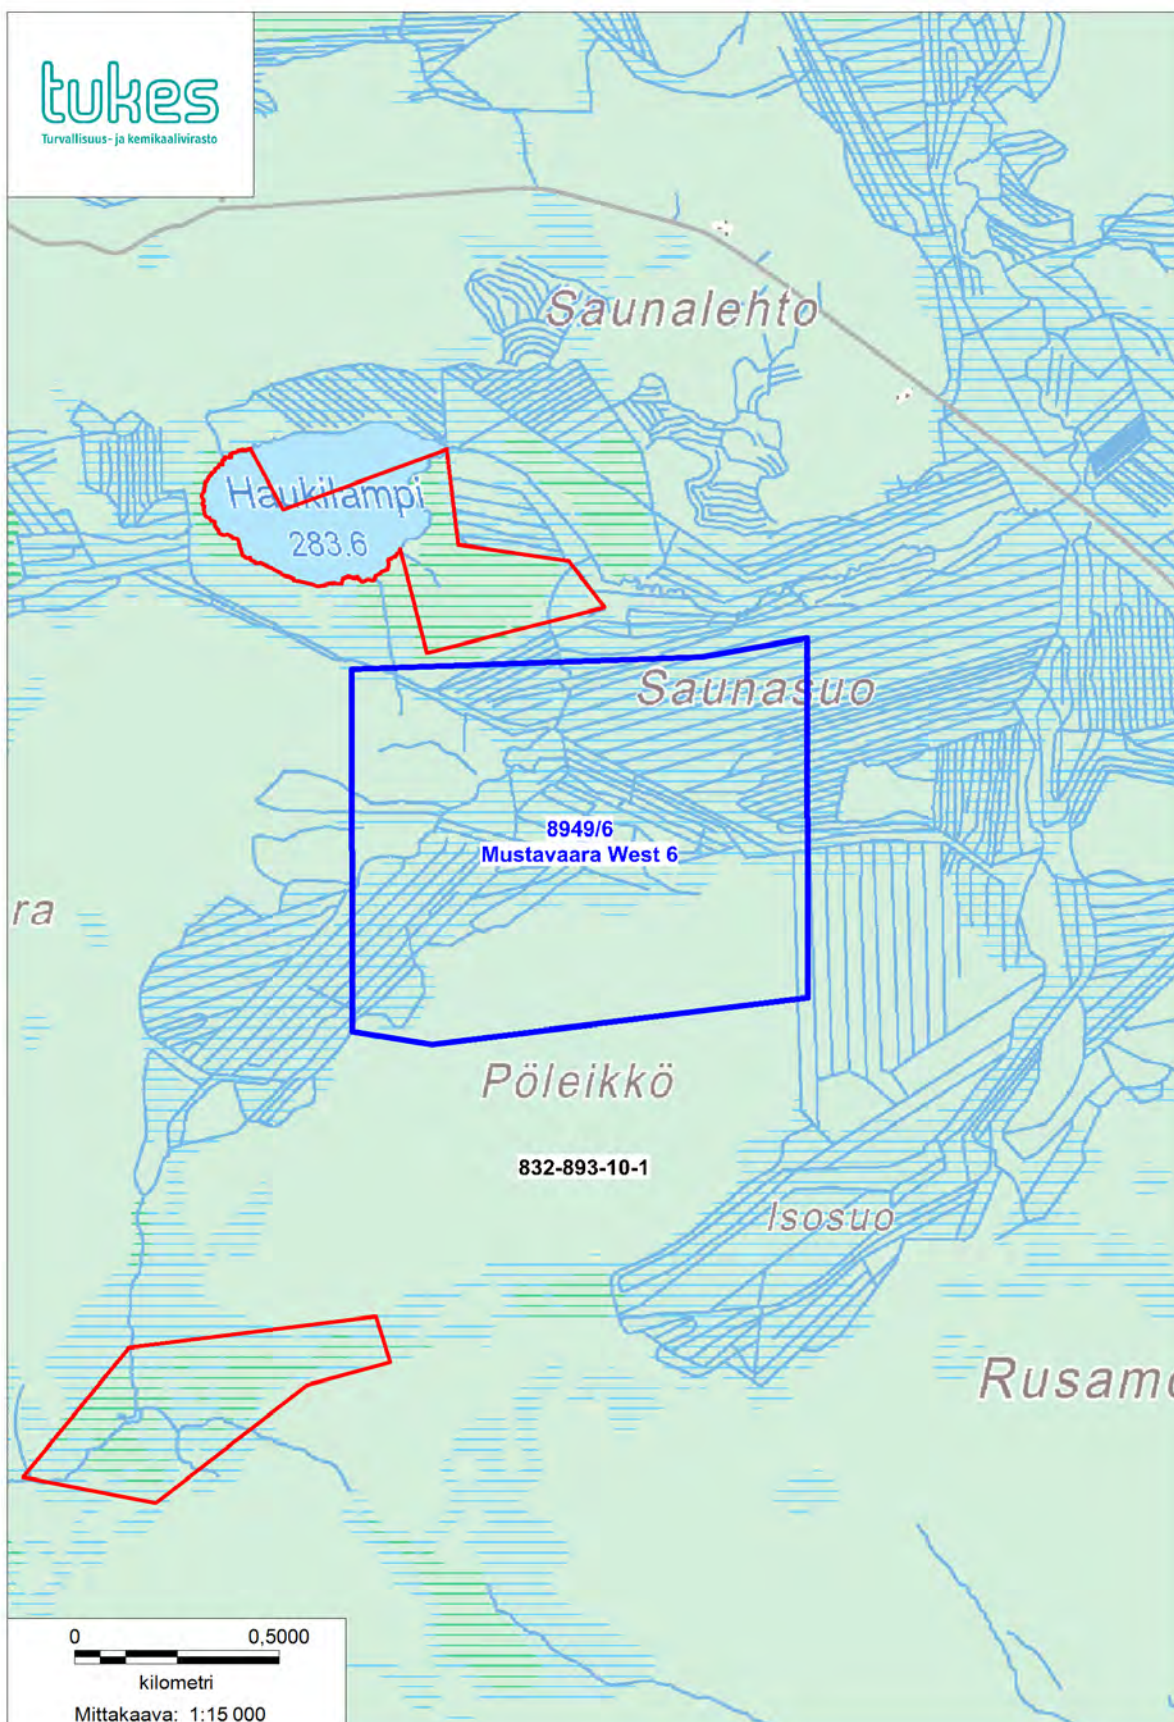 tukes
Turvallisuus- ja kemikaalivirasto
Saunalehto
Haukilampi
283.6
Saunasuo
8949/6
Mustavaara West 6
ra
Pöleikkö
832-893-10-1
Isosuo
Rusamo
0 0,5000
kilometri
Mittakaava: 1:15 000